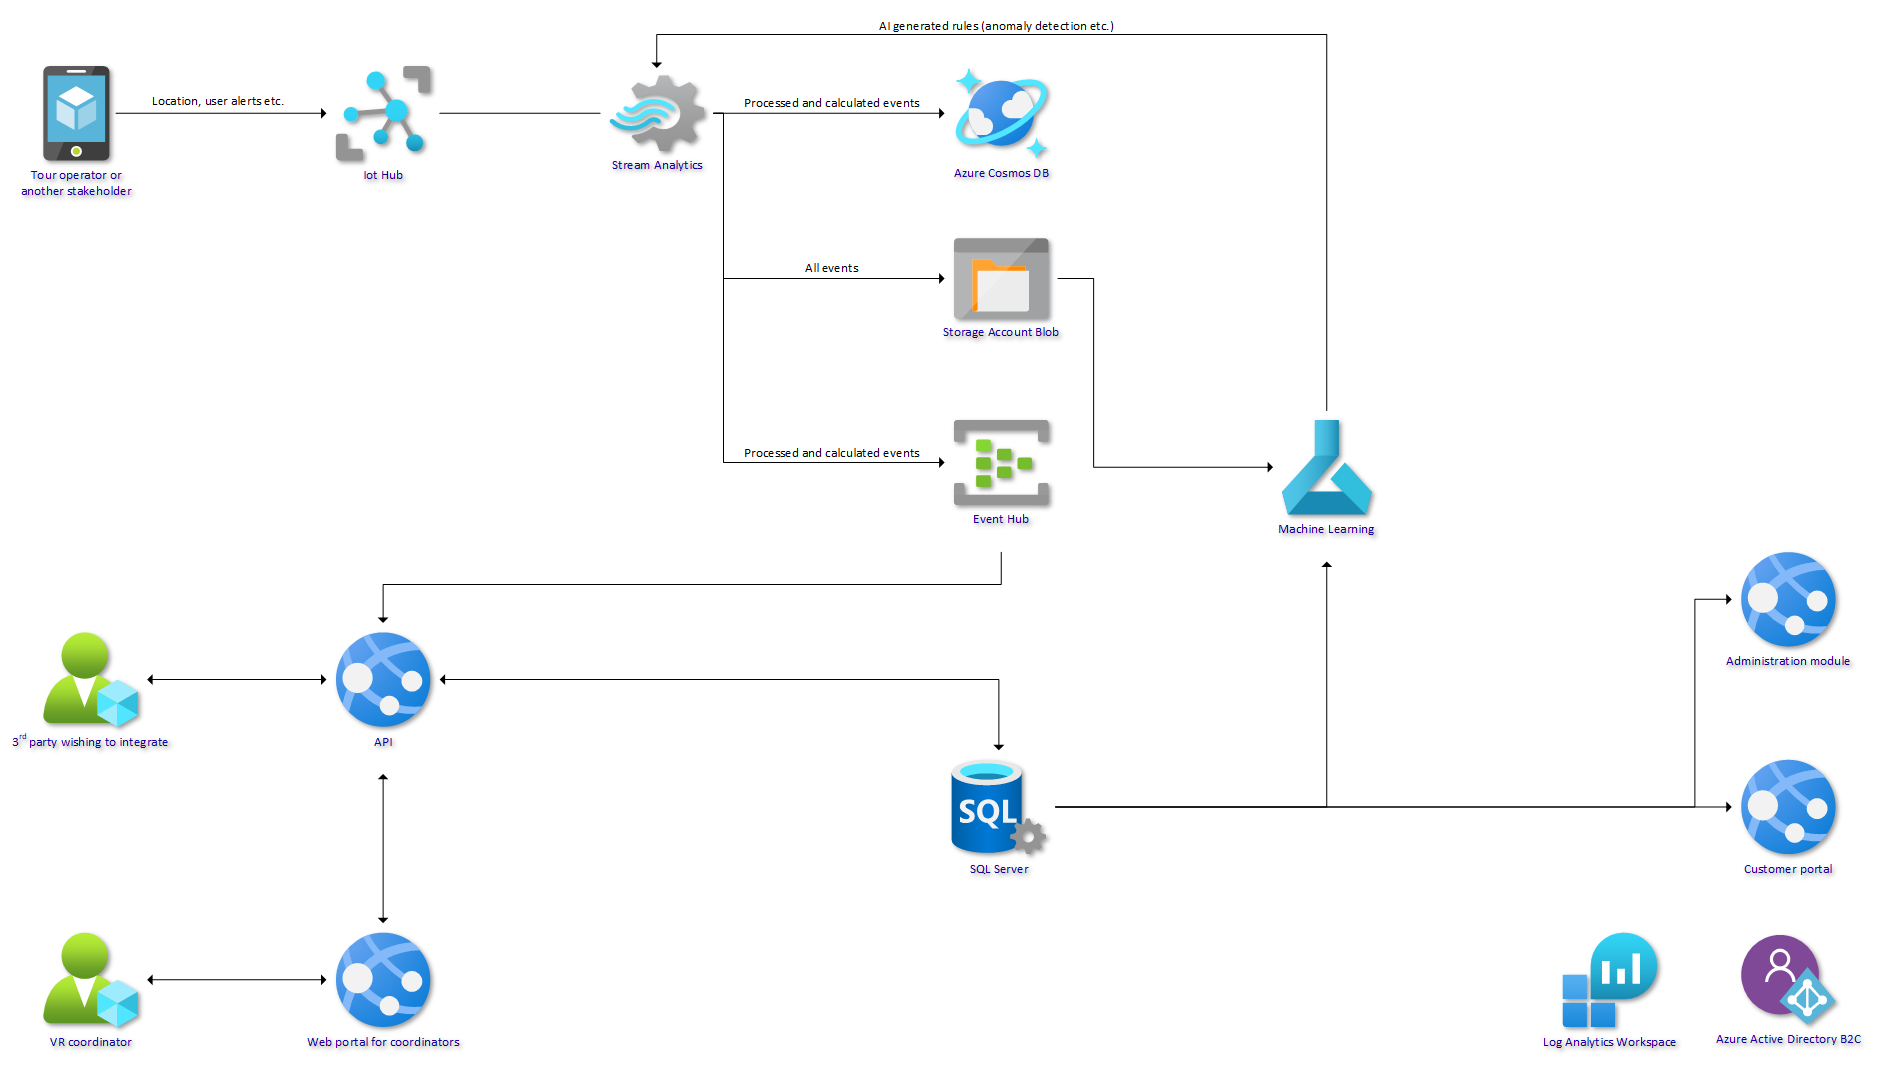 AI generated rules (anomaly detection etc.)
Location, user alerts etc.
Processed and calculated events
Tour operator or
another stakeholder
Iot Hub
Stream Analytics
Azure Cosmos DB
All events
Storage Account Blob
Processed and calculated events
Event Hub
Machine Learning
Administration module
3rd party wishing to integrate
API
SQL
SQL Server
Customer portal
VR coordinator
Web portal for coordinators
Log Analytics Workspace
Azure Active Directory B2C